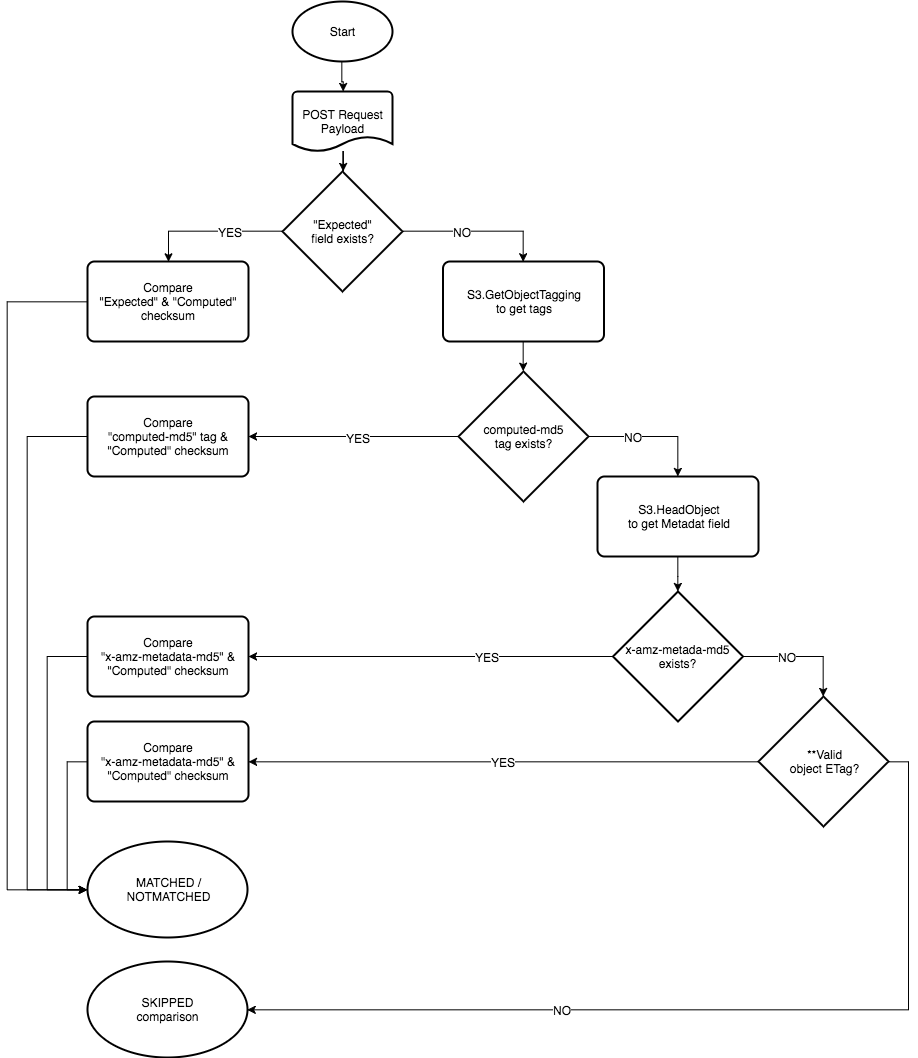 Start
POST Request
Payload
"Expected"
field exists?
YES
NO
Compare
"Expected" & "Computed"
checksum
S3.GetObjectTagging
to get tags
computed-md5
tag exists?
YES
NO
Compare
"computed-md5" tag &
"Computed" checksum
S3.HeadObject
to get Metadat field
x-amz-metada-md5
exists?
YES
NO
Compare
"x-amz-metadata-md5" &
"Computed" checksum
**Valid
object ETag?
YES
Compare
"x-amz-metadata-md5" &
"Computed" checksum
MATCHED /
NOTMATCHED
NO
SKIPPED
comparison